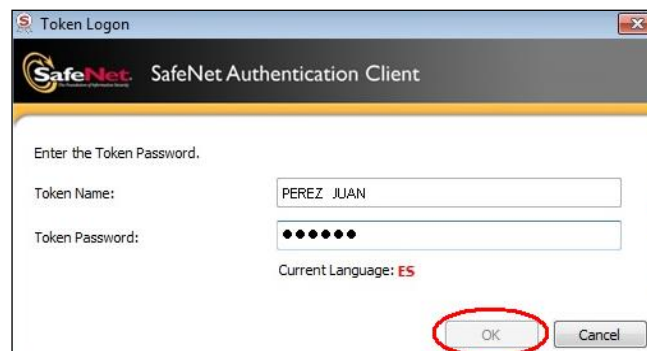 Token Logon
SafeNet. SafeNet Authentication Client
Enter the Token Password.
Token Name: PEREZ JUAN
Token Password: ●●●●●●
Current Language: ES
OK Cancel